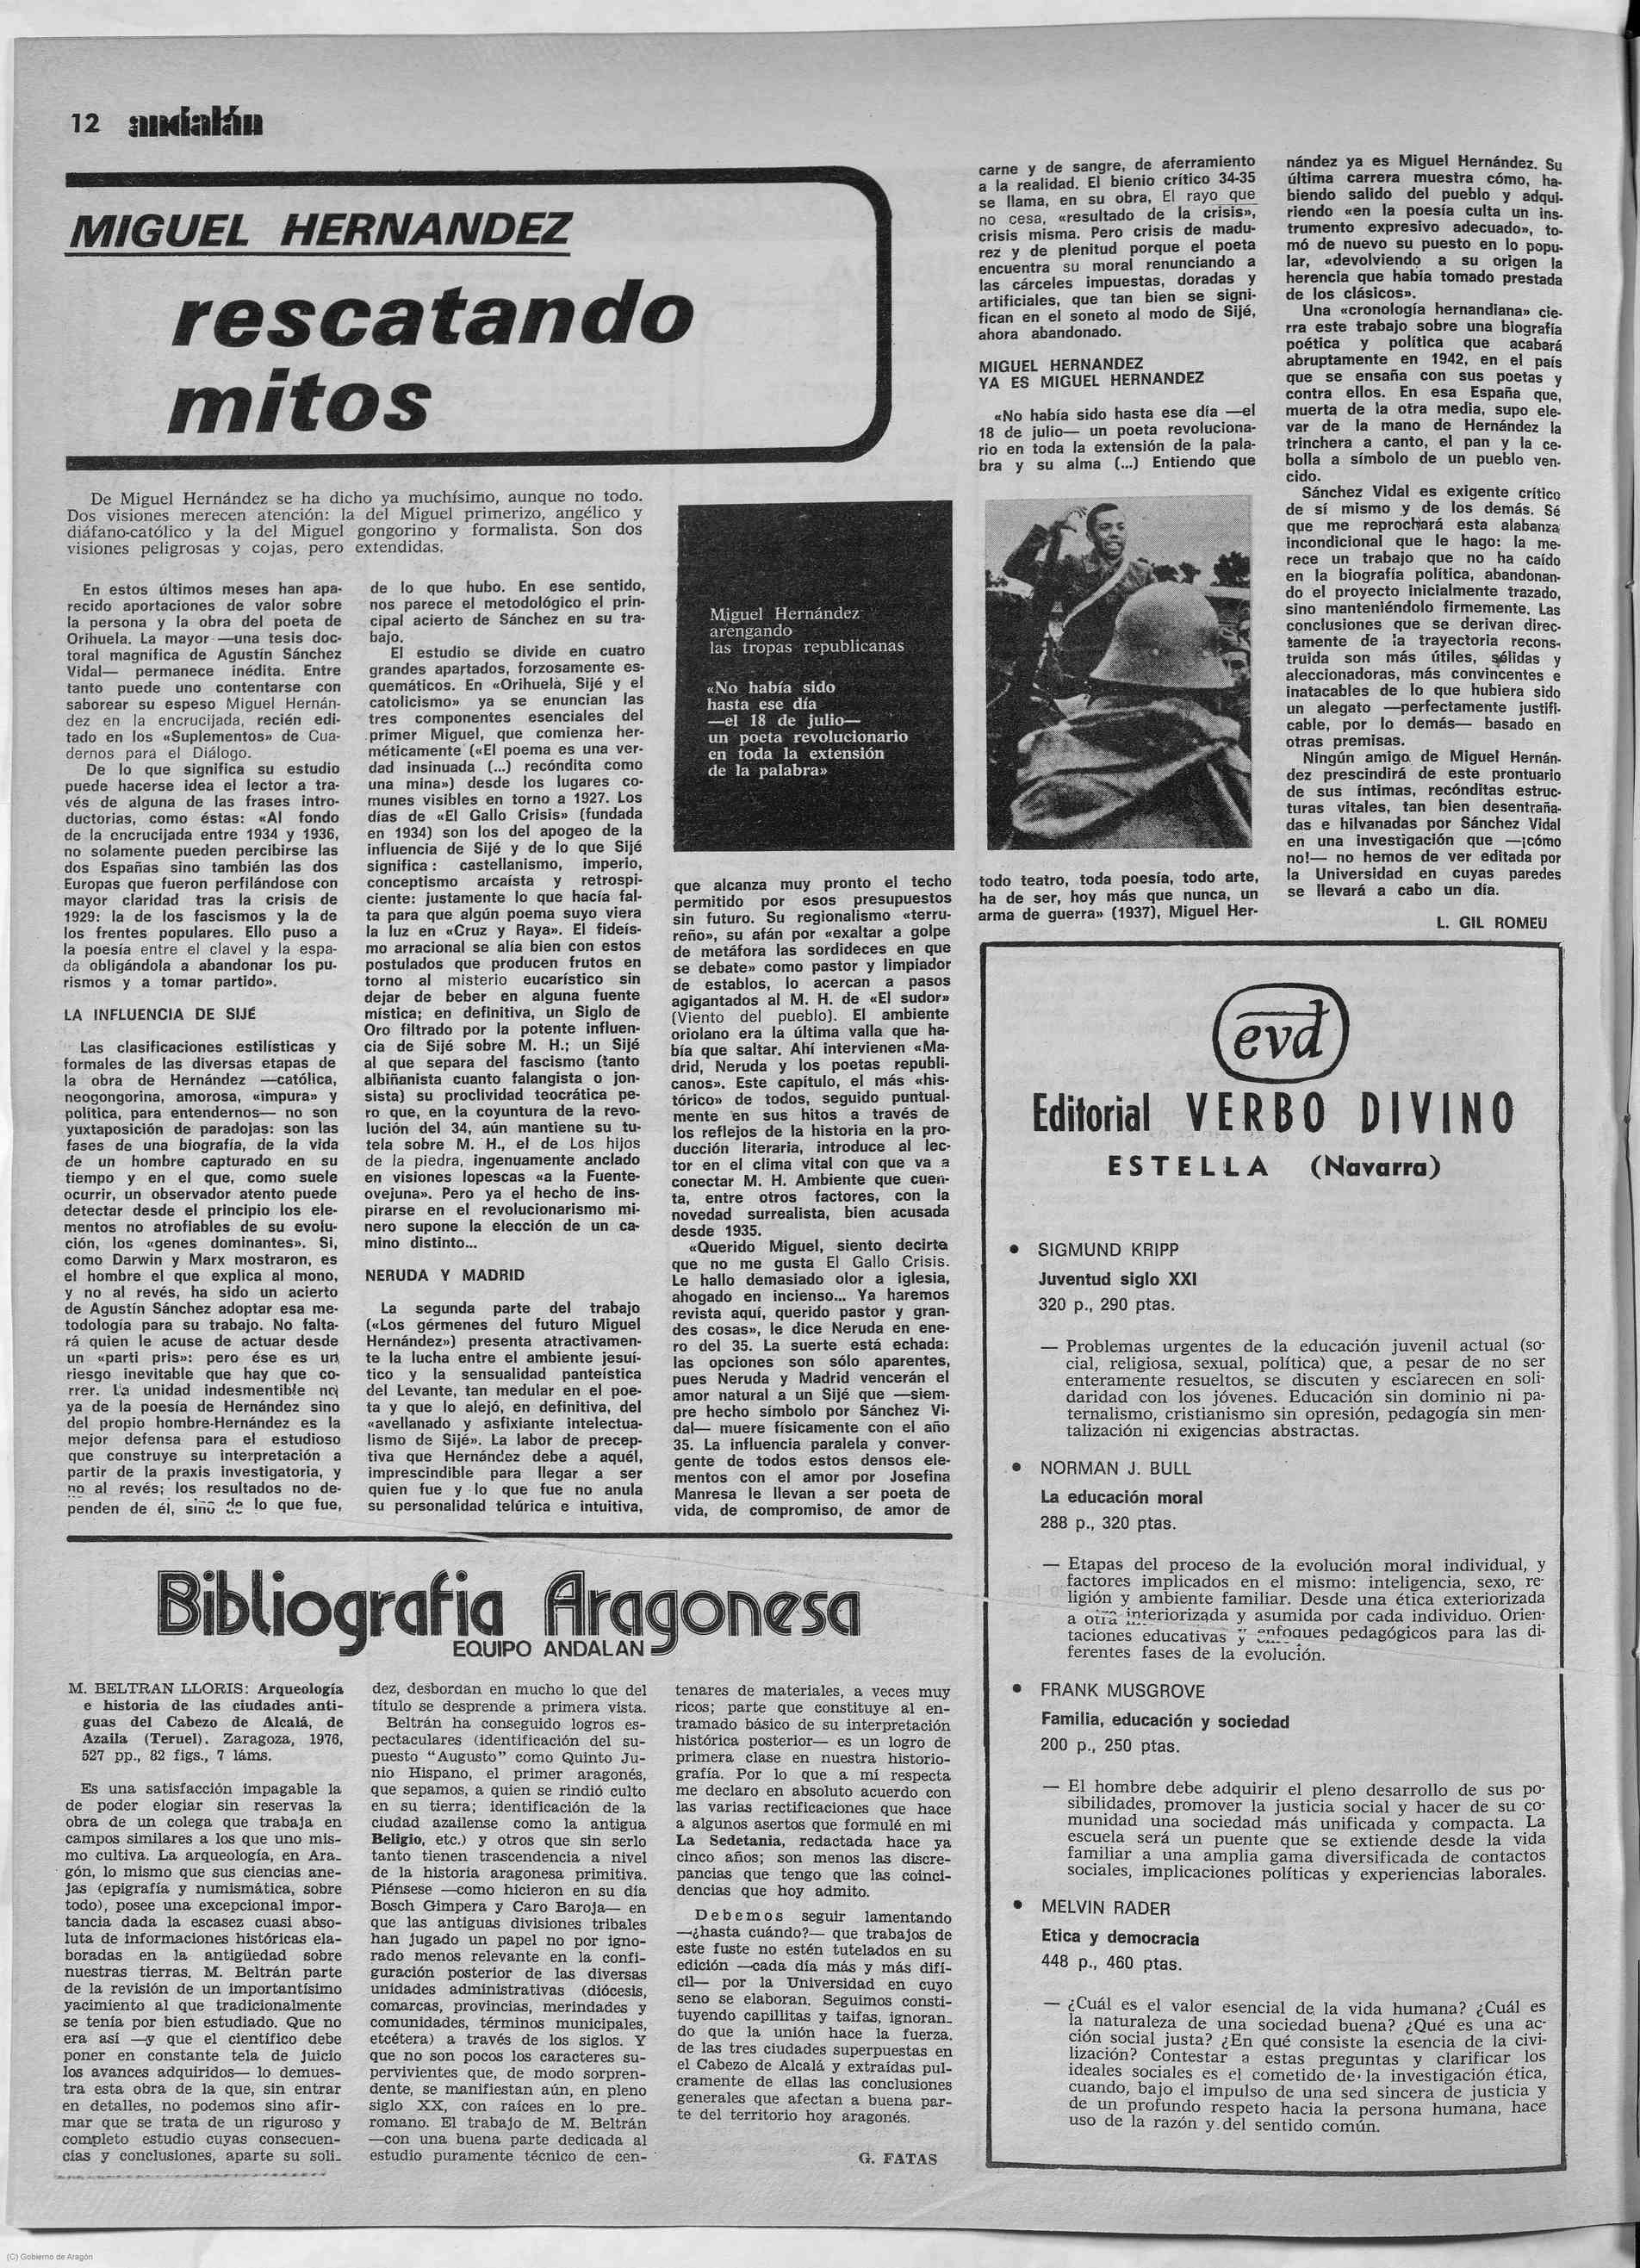 12 andalán
MIGUEL HERNANDEZ
rescatando
mitos
De Miguel Hernández se ha dicho ya muchísimo, aunque no todo.
Dos visiones merecen atención: la del Miguel primerizo, angélico y
diáfano-católico y la del Miguel gongorino y formalista. Son dos
visiones peligrosas y cojas, pero extendidas.
En estos últimos meses han apa-
recido aportaciones de valor sobre
la persona y la obra del poeta de
Orihuela. La mayor —una tesis doc-
toral magnífica de Agustín Sánchez
Vidal— permanece inédita. Entre
tanto puede uno contentarse con
saborear su espeso Miguel Hernán-
dez en la encrucijada, recién edi-
tado en los «Suplementos» de Cua-
dernos para el Diálogo.
De lo que significa su estudio
puede hacerse idea el lector a tra-
vés de alguna de las frases intro-
ductorias, como éstas: «Al fondo
de la encrucijada entre 1934 y 1936,
no solamente pueden percibirse las
dos Españas sino también las dos
Europas que fueron perfilándose con
mayor claridad tras la crisis de
1929: la de los fascismos y la de
los frentes populares. Ello puso a
la poesía entre el clavel y la espa-
da obligándola a abandonar los pu-
rismos y a tomar partido».
LA INFLUENCIA DE SIJÉ
Las clasificaciones estilísticas y
formales de las diversas etapas de
la obra de Hernández —católica,
neogongorina, amorosa, «impura» y
política, para entendernos— no son
yuxtaposición de paradojas: son las
fases de una biografía, de la vida
de un hombre capturado en su
tiempo y en el que, como suele
ocurrir, un observador atento puede
detectar desde el principio los ele-
mentos no atrofiables de su evolu-
ción, los «genes dominantes». Si,
como Darwin y Marx mostraron, es
el hombre el que explica al mono,
y no al revés, ha sido un acierto
de Agustín Sánchez adoptar esa me-
todología para su trabajo. No falta-
rá quien le acuse de actuar desde
un «parti pris»: pero ése es un
riesgo inevitable que hay que co-
rrer. La unidad indesmentible no
ya de la poesía de Hernández sino
del propio hombre-Hernández es la
mejor defensa para el estudioso
que construye su interpretación a
partir de la praxis investigatoria, y
no al revés; los resultados no de-
penden de él, sino de lo que fue,
de lo que hubo. En ese sentido,
nos parece el metodológico el prin-
cipal acierto de Sánchez en su tra-
bajo.
El estudio se divide en cuatro
grandes apartados, forzosamente es-
quemáticos. En «Orihuela, Sijé y el
catolicismo» ya se enuncian las
tres componentes esenciales del
primer Miguel, que comienza her-
méticamente («El poema es una ver-
dad insinuada (...) recóndita como
una mina») desde los lugares co-
munes visibles en torno a 1927. Los
días de «El Gallo Crisis» (fundada
en 1934) son los del apogeo de la
influencia de Sijé y de lo que Sijé
significa: castellanismo, imperio,
conceptismo arcaísta y retrospi-
ciente: justamente lo que hacía fal-
ta para que algún poema suyo viera
la luz en «Cruz y Raya». El fideís-
mo arracional se alía bien con estos
postulados que producen frutos en
torno al misterio eucarístico sin
dejar de beber en alguna fuente
mística; en definitiva, un Siglo de
Oro filtrado por la potente influen-
cia de Sijé sobre M. H.; un Sijé
al que separa del fascismo (tanto
albiñanista cuanto falangista o jon-
sista) su proclividad teocrática pe-
ro que, en la coyuntura de la revo-
lución del 34, aún mantiene su tu-
tela sobre M. H., el de Los hijos
de la piedra, ingenuamente anclado
en visiones lopescas «a la Fuente-
ovejuna». Pero ya el hecho de ins-
pirarse en el revolucionarismo mi-
nero supone la elección de un ca-
mino distinto...
NERUDA Y MADRID
La segunda parte del trabajo
(«Los gérmenes del futuro Miguel
Hernández») presenta atractivamen-
te la lucha entre el ambiente jesuí-
tico y la sensualidad panteística
del Levante, tan medular en el poe-
ta y que lo alejó, en definitiva, del
«avellanado y asfixiante intelectua-
lismo de Sijé». La labor de precep-
tiva que Hernández debe a aquél,
imprescindible para llegar a ser
quien fue y lo que fue no anula
su personalidad telúrica e intuitiva,
Miguel Hernández
arengando
las tropas republicanas
«No había sido
hasta ese día
—el 18 de julio—
un poeta revolucionario
en toda la extensión
de la palabra»
que alcanza muy pronto el techo
permitido por esos presupuestos
sin futuro. Su regionalismo «terru-
reño», su afán por «exaltar a golpe
de metáfora las sordideces en que
se debate» como pastor y limpiador
de establos, lo acercan a pasos
agigantados al M. H. de «El sudor»
(Viento del pueblo). El ambiente
oriolano era la última valla que ha-
bía que saltar. Ahí intervienen «Ma-
drid, Neruda y los poetas republi-
canos». Este capítulo, el más «his-
tórico» de todos, seguido puntual-
mente en sus hitos a través de
los reflejos de la historia en la pro-
ducción literaria, introduce al lec-
tor en el clima vital con que va a
conectar M. H. Ambiente que cuen-
ta, entre otros factores, con la
novedad surrealista, bien acusada
desde 1935.
«Querido Miguel, siento decirte
que no me gusta El Gallo Crisis.
Le hallo demasiado olor a iglesia,
ahogado en incienso... Ya haremos
revista aquí, querido pastor y gran-
des cosas», le dice Neruda en ene-
ro del 35. La suerte está echada:
las opciones son sólo aparentes,
pues Neruda y Madrid vencerán el
amor natural a un Sijé que —siem-
pre hecho símbolo por Sánchez Vi-
dal— muere físicamente con el año
35. La influencia paralela y conver-
gente de todos estos densos ele-
mentos con el amor por Josefina
Manresa le llevan a ser poeta de
vida, de compromiso, de amor de
carne y de sangre, de aferramiento
a la realidad. El bienio crítico 34-35
se llama, en su obra, El rayo que
no cesa, «resultado de la crisis»,
crisis misma. Pero crisis de madu-
rez y de plenitud porque el poeta
encuentra su moral renunciando a
las cárceles impuestas, doradas y
artificiales, que tan bien se signi-
fican en el soneto al modo de Sijé,
ahora abandonado.
MIGUEL HERNANDEZ
YA ES MIGUEL HERNANDEZ
«No había sido hasta ese día —el
18 de julio— un poeta revoluciona-
rio en toda la extensión de la pala-
bra y su alma (...) Entiendo que
todo teatro, toda poesía, todo arte,
ha de ser, hoy más que nunca, un
arma de guerra» (1937), Miguel Her-
nández ya es Miguel Hernández. Su
última carrera muestra cómo, ha-
biendo salido del pueblo y adqui-
riendo «en la poesía culta un ins-
trumento expresivo adecuado», to-
mó de nuevo su puesto en lo popu-
lar, «devolviendo a su origen la
herencia que había tomado prestada
de los clásicos».
Una «cronología hernandiana» cie-
rra este trabajo sobre una biografía
poética y política que acabará
abruptamente en 1942, en el país
que se ensaña con sus poetas y
contra ellos. En esa España que,
muerta de la otra media, supo ele-
var de la mano de Hernández la
trinchera a canto, el pan y la ce-
bolla a símbolo de un pueblo ven-
cido.
Sánchez Vidal es exigente crítico
de sí mismo y de los demás. Sé
que me reprochará esta alabanza
incondicional que le hago: la me-
rece un trabajo que no ha caído
en la biografía política, abandonan-
do el proyecto inicialmente trazado,
sino manteniéndolo firmemente. Las
conclusiones que se derivan direc-
tamente de la trayectoria recons-
truida son más útiles, sólidas y
aleccionadoras, más convincentes e
inatacables de lo que hubiera sido
un alegato —perfectamente justifi-
cable, por lo demás— basado en
otras premisas.
Ningún amigo de Miguel Hernán-
dez prescindirá de este prontuario
de sus íntimas, recónditas estruc-
turas vitales, tan bien desentraña-
das e hilvanadas por Sánchez Vidal
en una investigación que —¡cómo
no!— no hemos de ver editada por
la Universidad en cuyas paredes
se llevará a cabo un día.
L. GIL ROMEU
Bibliografia Aragonesa
EQUIPO ANDALAN
M. BELTRAN LLORIS: Arqueología
e historia de las ciudades anti-
guas del Cabezo de Alcalá, de
Azaila (Teruel). Zaragoza, 1976,
527 pp., 82 figs., 7 láms.
Es una satisfacción impagable la
de poder elogiar sin reservas la
obra de un colega que trabaja en
campos similares a los que uno mis-
mo cultiva. La arqueología, en Ara-
gón, lo mismo que sus ciencias ane-
jas (epigrafía y numismática, sobre
todo), posee una excepcional impor-
tancia dada la escasez cuasi abso-
luta de informaciones históricas ela-
boradas en la antigüedad sobre
nuestras tierras. M. Beltrán parte
de la revisión de un importantísimo
yacimiento al que tradicionalmente
se tenía por bien estudiado. Que no
era así —y que el científico debe
poner en constante tela de juicio
los avances adquiridos— lo demues-
tra esta obra de la que, sin entrar
en detalles, no podemos sino afir-
mar que se trata de un riguroso y
completo estudio cuyas consecuen-
cias y conclusiones, aparte su soli-
dez, desbordan en mucho lo que del
título se desprende a primera vista.
Beltrán ha conseguido logros es-
pectaculares (identificación del su-
puesto "Augusto" como Quinto Ju-
nio Hispano, el primer aragonés,
que sepamos, a quien se rindió culto
en su tierra; identificación de la
ciudad azailense como la antigua
Beligio, etc.) y otros que sin serlo
tanto tienen trascendencia a nivel
de la historia aragonesa primitiva.
Piénsese —como hicieron en su día
Bosch Gimpera y Caro Baroja— en
que las antiguas divisiones tribales
han jugado un papel no por igno-
rado menos relevante en la confi-
guración posterior de las diversas
unidades administrativas (diócesis,
comarcas, provincias, merindades y
comunidades, términos municipales,
etcétera) a través de los siglos. Y
que no son pocos los caracteres su-
pervivientes que, de modo sorpren-
dente, se manifiestan aún, en pleno
siglo XX, con raíces en lo pre-
romano. El trabajo de M. Beltrán
—con una buena parte dedicada al
estudio puramente técnico de cen-
tenares de materiales, a veces muy
ricos; parte que constituye al en-
tramado básico de su interpretación
histórica posterior— es un logro de
primera clase en nuestra historio-
grafía. Por lo que a mí respecta
me declaro en absoluto acuerdo con
las varias rectificaciones que hace
a algunos asertos que formulé en mi
La Sedetania, redactada hace ya
cinco años; son menos las discre-
pancias que tengo que las coinci-
dencias que hoy admito.
Debemos seguir lamentando
—¿hasta cuándo?— que trabajos de
este fuste no estén tutelados en su
edición —cada día más y más difí-
cil— por la Universidad en cuyo
seno se elaboran. Seguimos consti-
tuyendo capillitas y taifas, ignoran-
do que la unión hace la fuerza.
de las tres ciudades superpuestas en
el Cabezo de Alcalá y extraídas pul-
cramente de ellas las conclusiones
generales que afectan a buena par-
te del territorio hoy aragonés.
G. FATAS
evd
Editorial VERBO DIVINO
ESTELLA (Navarra)
• SIGMUND KRIPP
Juventud siglo XXI
320 p., 290 ptas.
— Problemas urgentes de la educación juvenil actual (so-
cial, religiosa, sexual, política) que, a pesar de no ser
enteramente resueltos, se discuten y esclarecen en soli-
daridad con los jóvenes. Educación sin dominio ni pa-
ternalismo, cristianismo sin opresión, pedagogía sin men-
talización ni exigencias abstractas.
• NORMAN J. BULL
La educación moral
288 p., 320 ptas.
— Etapas del proceso de la evolución moral individual, y
factores implicados en el mismo: inteligencia, sexo, re-
ligión y ambiente familiar. Desde una ética exteriorizada
a otra interiorizada y asumida por cada individuo. Orien-
taciones educativas y enfoques pedagógicos para las di-
ferentes fases de la evolución.
• FRANK MUSGROVE
Familia, educación y sociedad
200 p., 250 ptas.
— El hombre debe adquirir el pleno desarrollo de sus po-
sibilidades, promover la justicia social y hacer de su co-
munidad una sociedad más unificada y compacta. La
escuela será un puente que se extiende desde la vida
familiar a una amplia gama diversificada de contactos
sociales, implicaciones políticas y experiencias laborales.
• MELVIN RADER
Etica y democracia
448 p., 460 ptas.
— ¿Cuál es el valor esencial de la vida humana? ¿Cuál es
la naturaleza de una sociedad buena? ¿Qué es una ac-
ción social justa? ¿En qué consiste la esencia de la civi-
lización? Contestar a estas preguntas y clarificar los
ideales sociales es el cometido de la investigación ética,
cuando, bajo el impulso de una sed sincera de justicia y
de un profundo respeto hacia la persona humana, hace
uso de la razón y del sentido común.
(C) Gobierno de Aragón